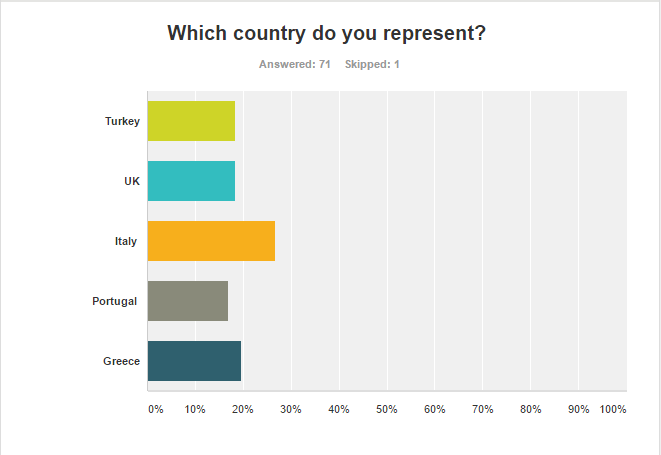 Which country do you represent?
Answered: 71 Skipped: 1
Turkey
UK
Italy
Portugal
Greece
0% 10% 20% 30% 40% 50% 60% 70% 80% 90% 100%